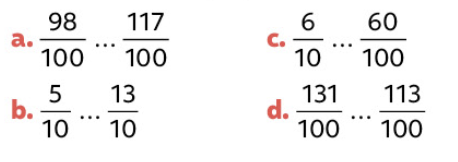 a. 98/100 ... 117/100
b. 5/10 ... 13/10
c. 6/10 ... 60/100
d. 131/100 ... 113/100